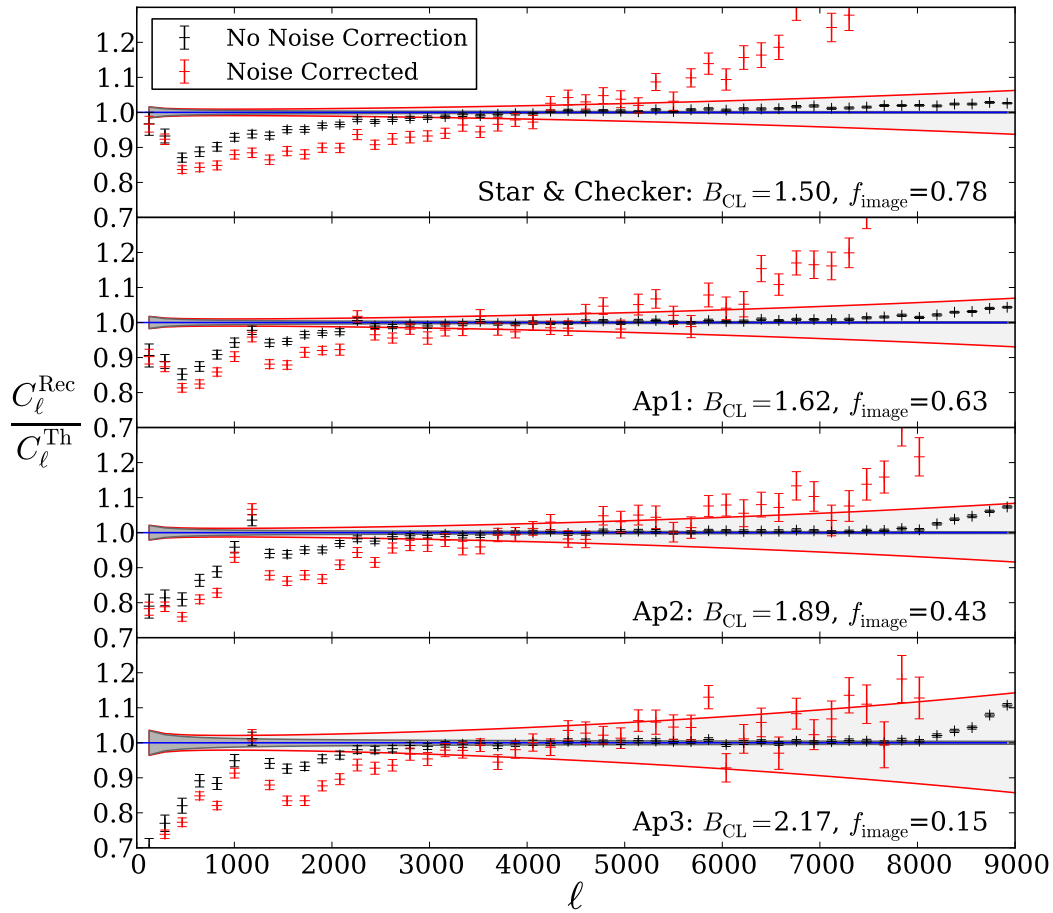 No Noise Correction
Noise Corrected
1.2
1.1
1.0
0.9
0.8
0.7
Star & Checker: B_CL=1.50, f_image=0.78
1.2
1.1
1.0
0.9
0.8
0.7
Ap1: B_CL=1.62, f_image=0.63
C_ℓ^Rec
C_ℓ^Th
1.2
1.1
1.0
0.9
0.8
0.7
Ap2: B_CL=1.89, f_image=0.43
1.2
1.1
1.0
0.9
0.8
0.7
Ap3: B_CL=2.17, f_image=0.15
0 1000 2000 3000 4000 5000 6000 7000 8000 9000
ℓ